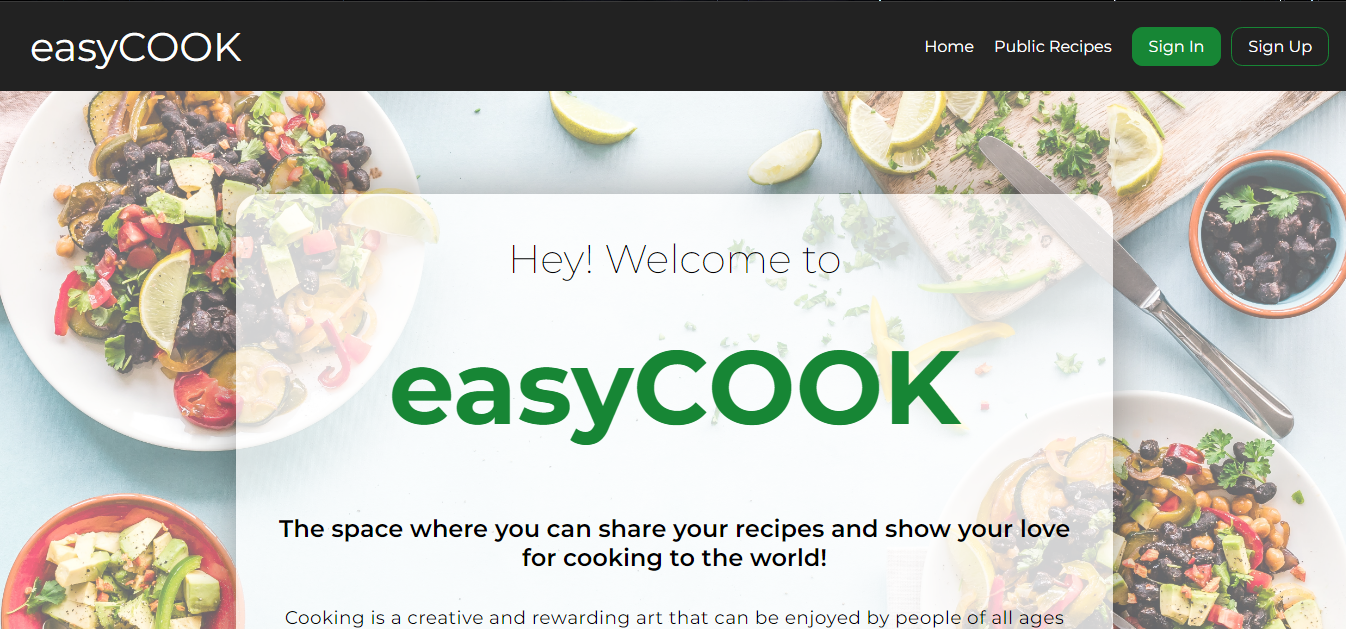 easyCOOK
Home
Public Recipes
Sign In
Sign Up
Hey! Welcome to
easyCOOK
The space where you can share your recipes and show your love
for cooking to the world!
Cooking is a creative and rewarding art that can be enjoyed by people of all ages